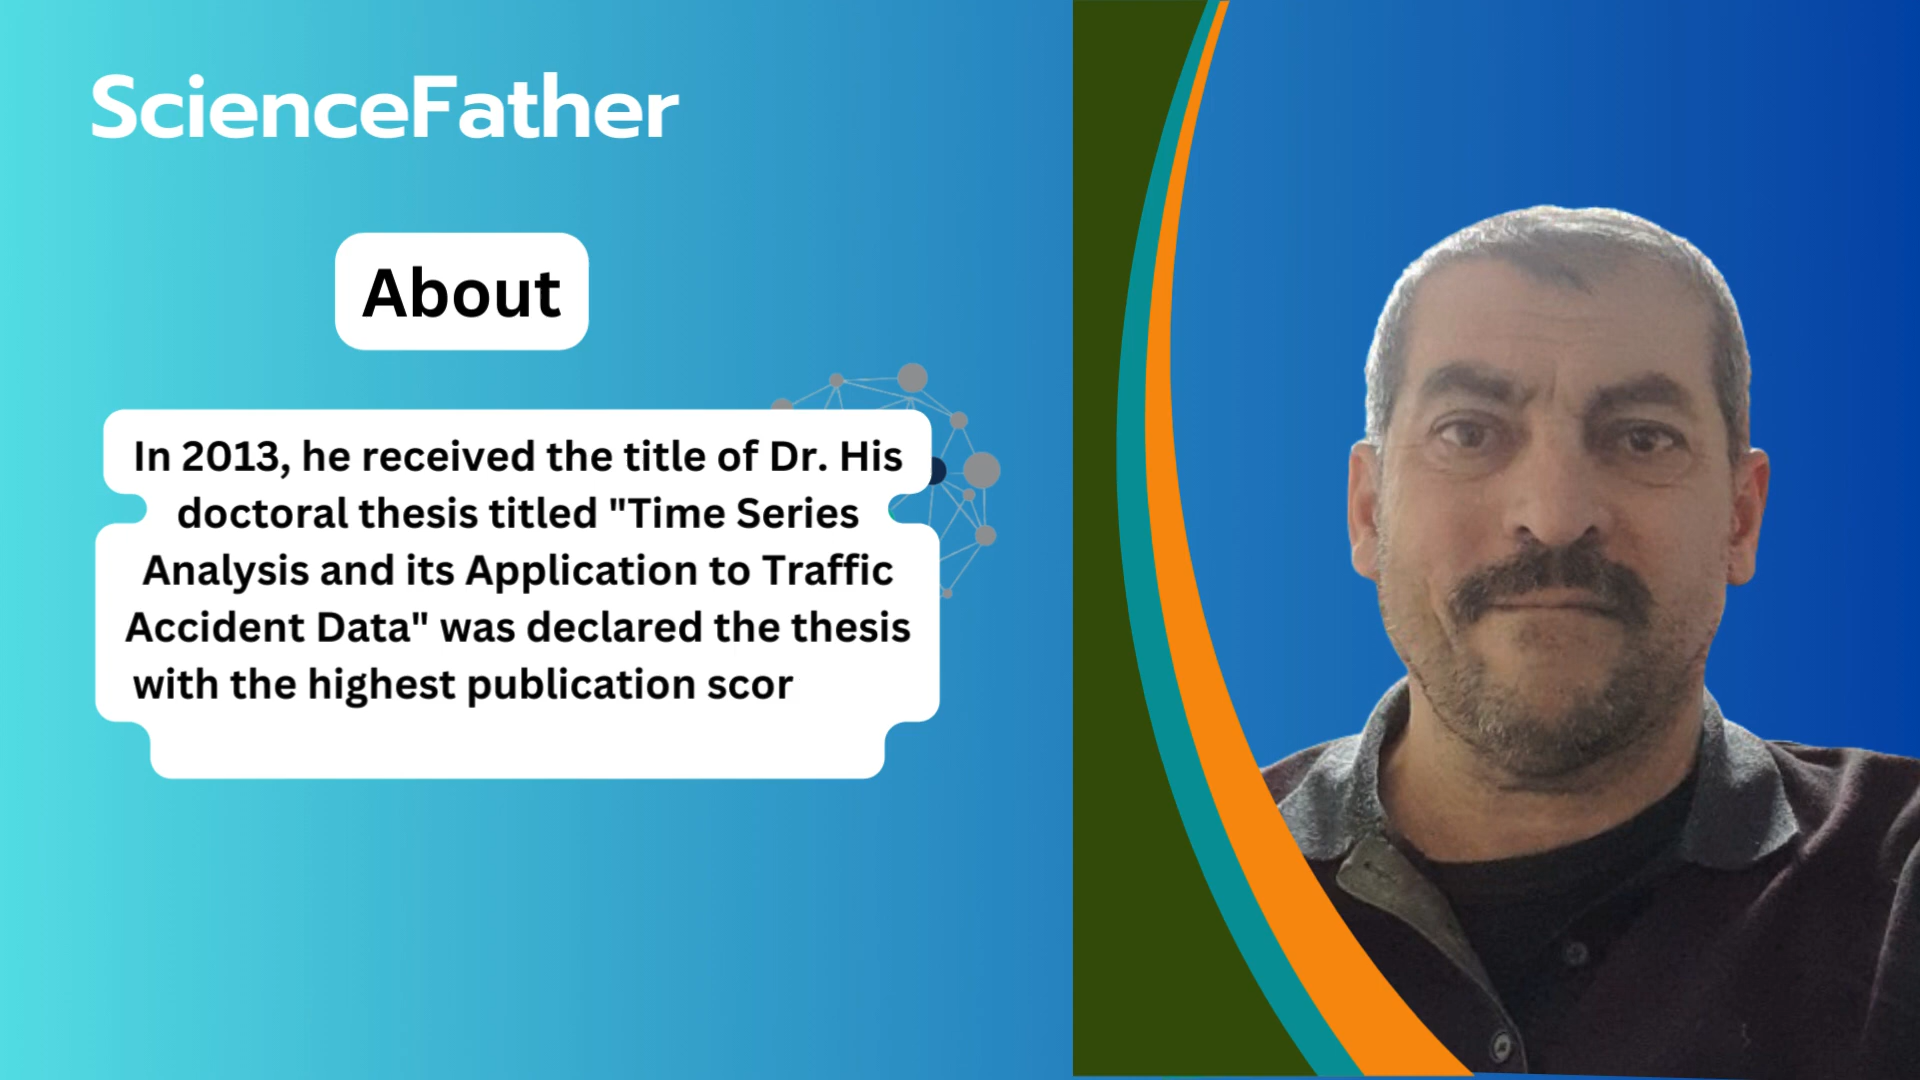 ScienceFather
About
In 2013, he received the title of Dr. His
doctoral thesis titled "Time Series
Analysis and its Application to Traffic
Accident Data" was declared the thesis
with the highest publication scor